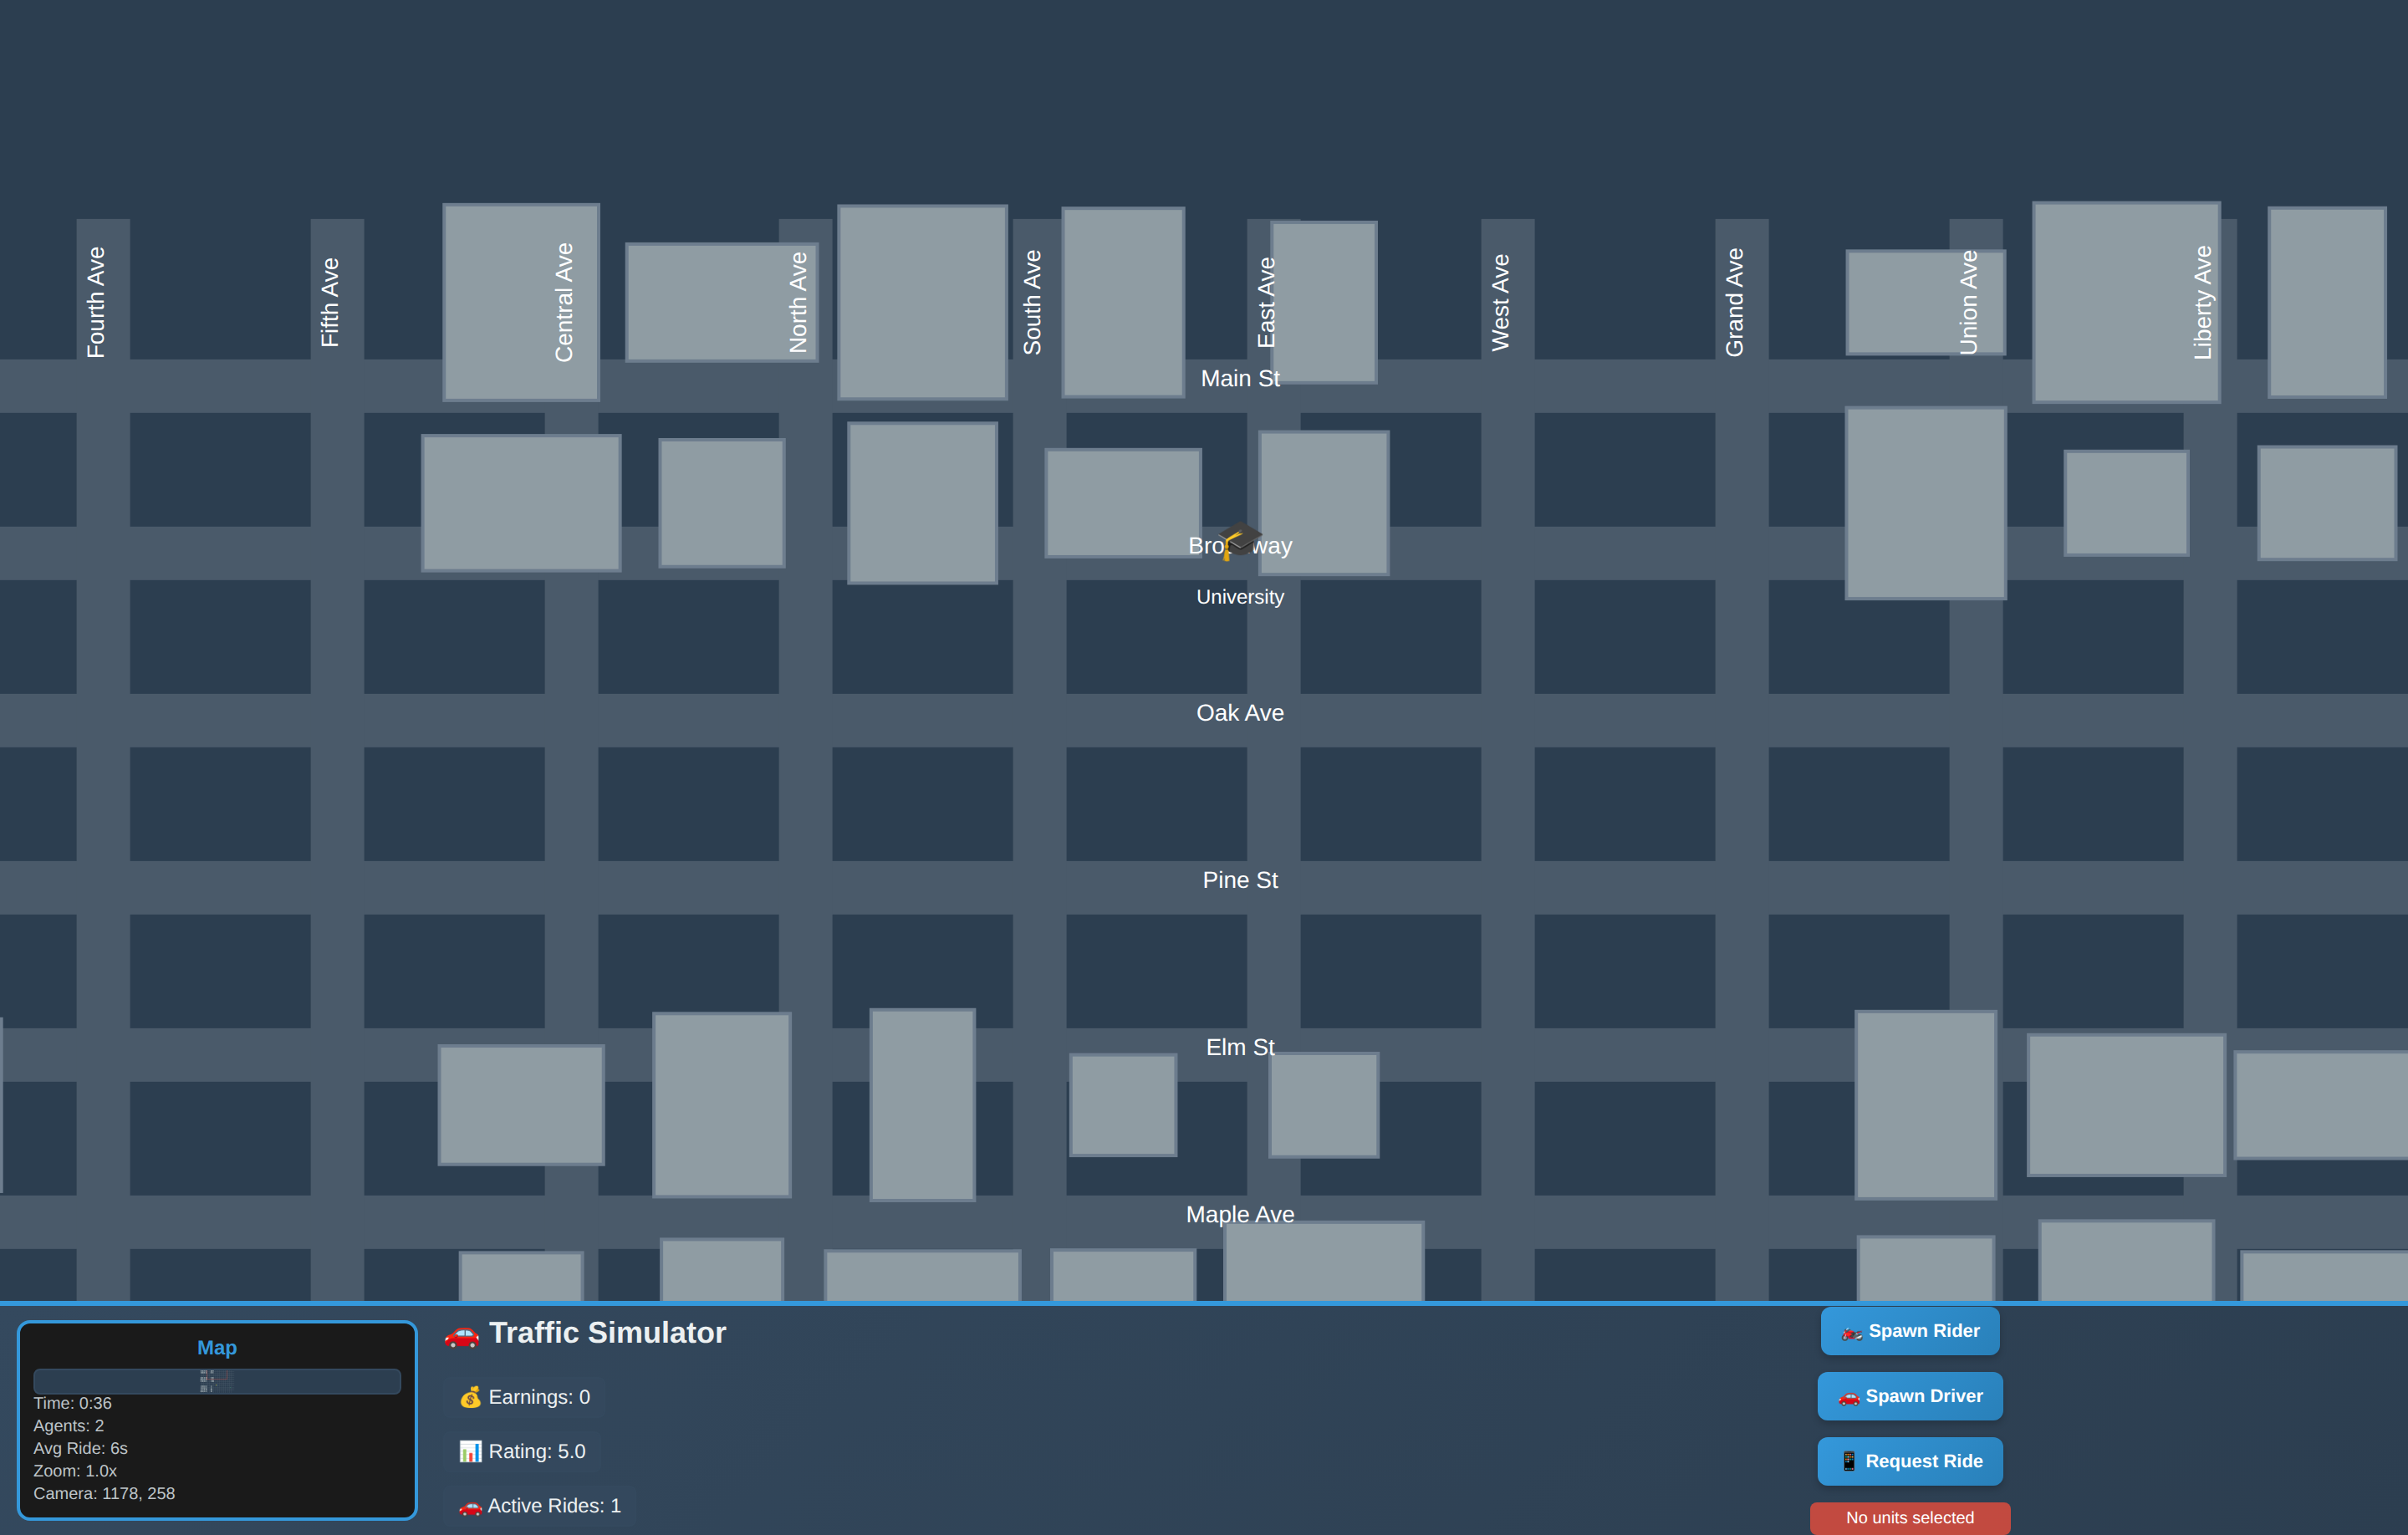 Fourth Ave
Fifth Ave
Central Ave
North Ave
South Ave
East Ave
West Ave
Grand Ave
Union Ave
Liberty Ave
Main St
University
Oak Ave
Pine St
Elm St
Maple Ave
Map
Time: 0:36
Agents: 2
Avg Ride: 6s
Zoom: 1.0x
Camera: 1178, 258
Traffic Simulator
Earnings: 0
Rating: 5.0
Active Rides: 1
Spawn Rider
Spawn Driver
Request Ride
No units selected